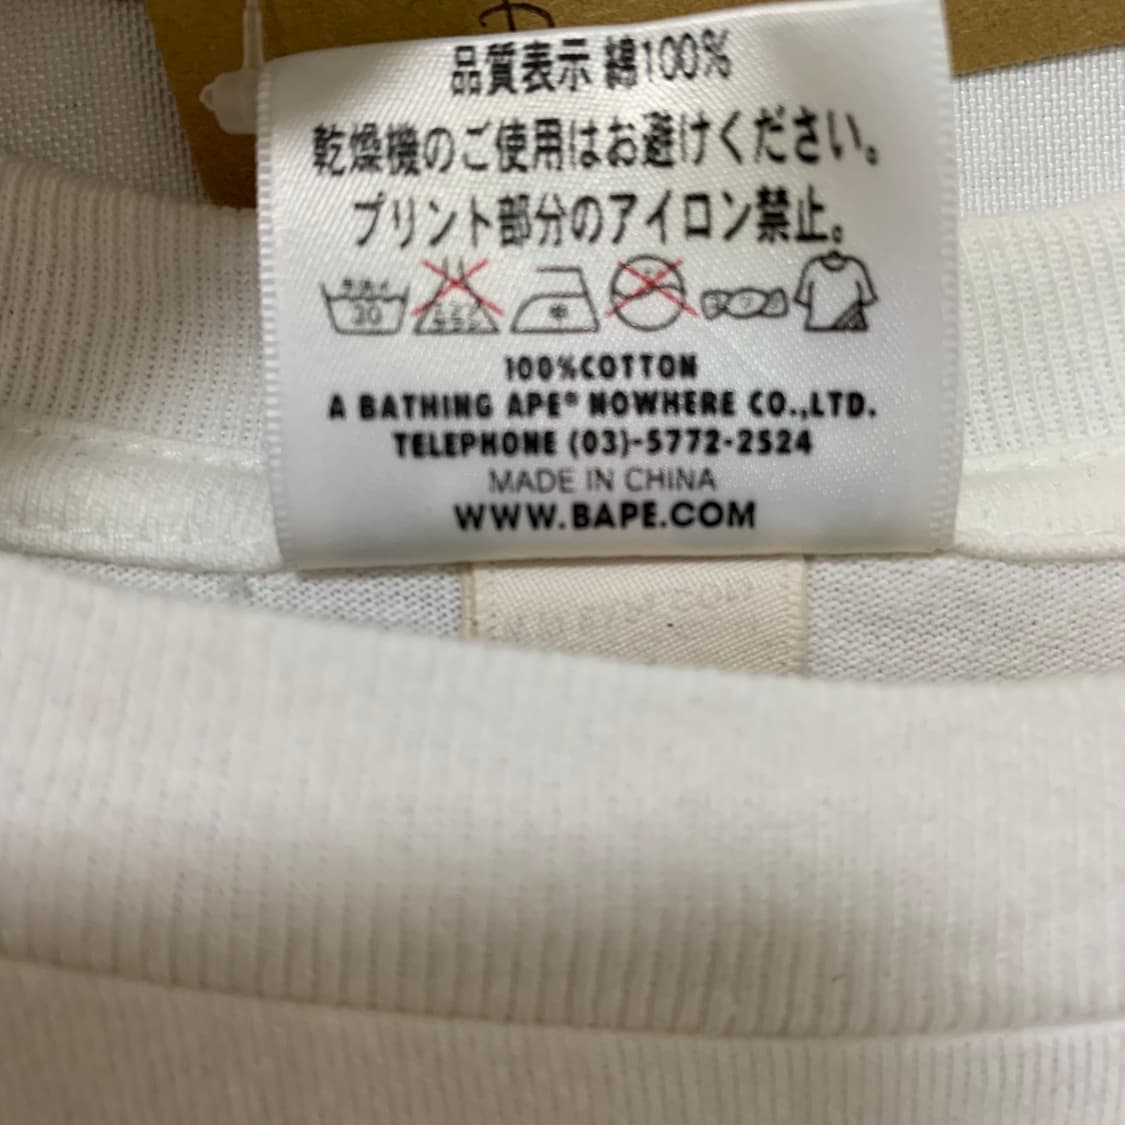 品質表示 綿100%
乾燥機のご使用はお避けください。
プリント部分のアイロン禁止。
30 中
100%COTTON
A BATHING APE® NOWHERE CO.,LTD.
TELEPHONE (03)-5772-2524
MADE IN CHINA
WWW.BAPE.COM